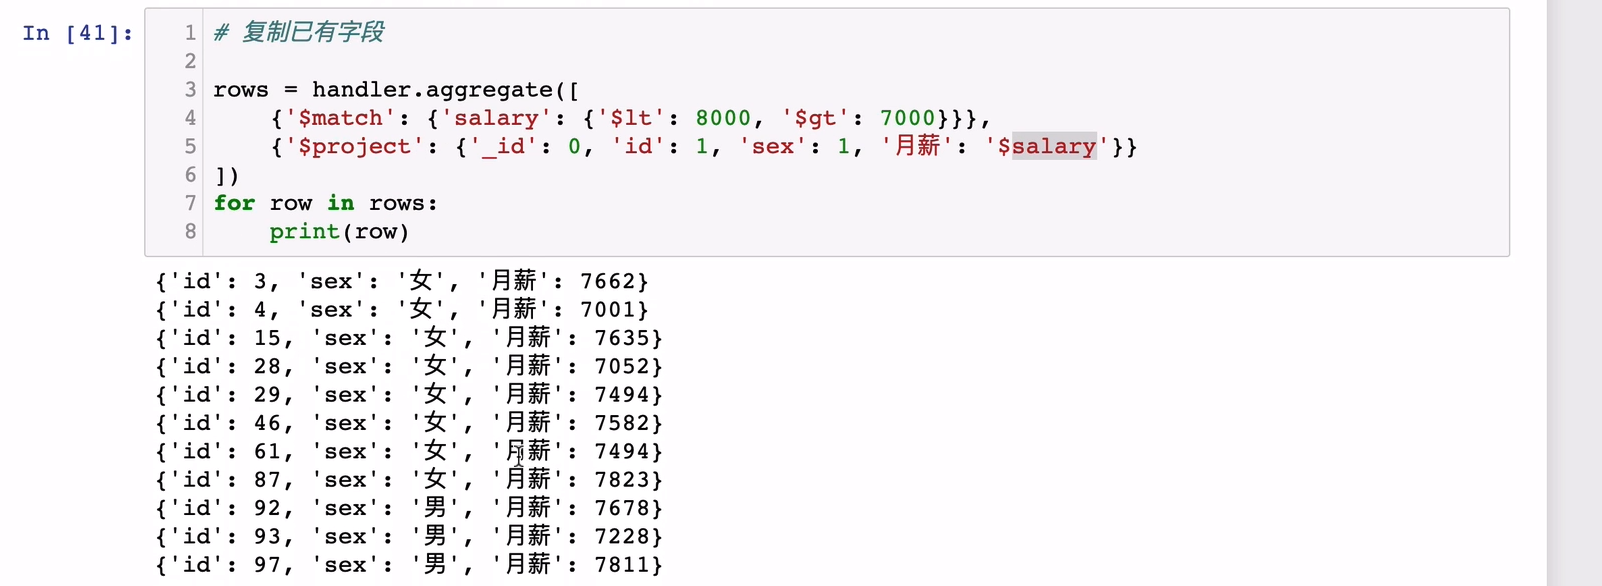 In [41]:
1 # 复制已有字段
2
3 rows = handler.aggregate([
4     {'$match': {'salary': {'$lt': 8000, '$gt': 7000}}},
5     {'$project': {'_id': 0, 'id': 1, 'sex': 1, '月薪': '$salary'}}
6 ])
7 for row in rows:
8     print(row)
{'id': 3, 'sex': '女', '月薪': 7662}
{'id': 4, 'sex': '女', '月薪': 7001}
{'id': 15, 'sex': '女', '月薪': 7635}
{'id': 28, 'sex': '女', '月薪': 7052}
{'id': 29, 'sex': '女', '月薪': 7494}
{'id': 46, 'sex': '女', '月薪': 7582}
{'id': 61, 'sex': '女', '月薪': 7494}
{'id': 87, 'sex': '女', '月薪': 7823}
{'id': 92, 'sex': '男', '月薪': 7678}
{'id': 93, 'sex': '男', '月薪': 7228}
{'id': 97, 'sex': '男', '月薪': 7811}